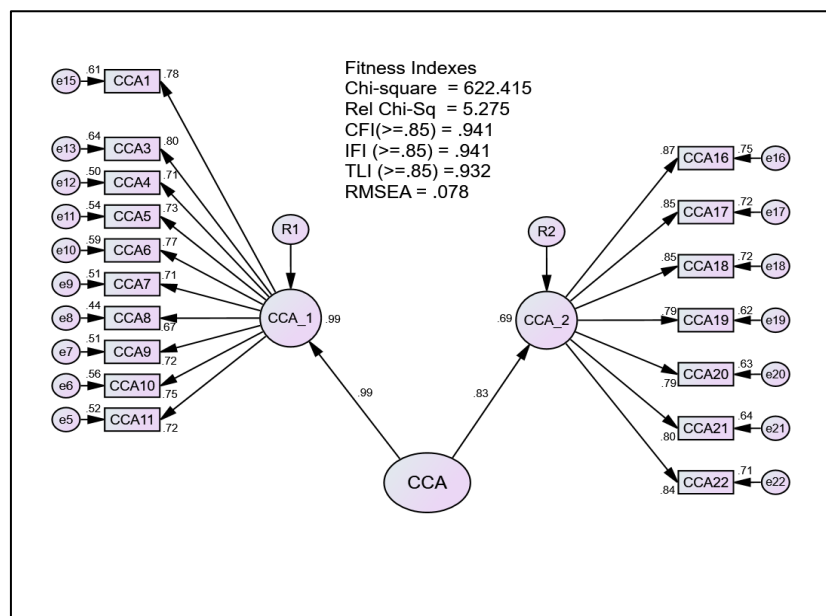 Fitness Indexes
Chi-square = 622.415
Rel Chi-Sq = 5.275
CFI(>=.85) = .941
IFI (>=.85) = .941
TLI (>=.85) =.932
RMSEA = .078
e15 .61 CCA1 .78
e13 .64 CCA3 .80
e12 .50 CCA4 .71
e11 .54 CCA5 .73
e10 .59 CCA6 .77
e9 .51 CCA7 .71
e8 .44 CCA8 .67
e7 .51 CCA9 .72
e6 .56 CCA10 .75
e5 .52 CCA11 .72
R1
CCA_1 .99
.99
CCA
.83
R2
.69 CCA_2
.87 CCA16 .75 e16
.85 CCA17 .72 e17
.85 CCA18 .72 e18
.79 CCA19 .62 e19
.79 CCA20 .63 e20
.80 CCA21 .64 e21
.84 CCA22 .71 e22